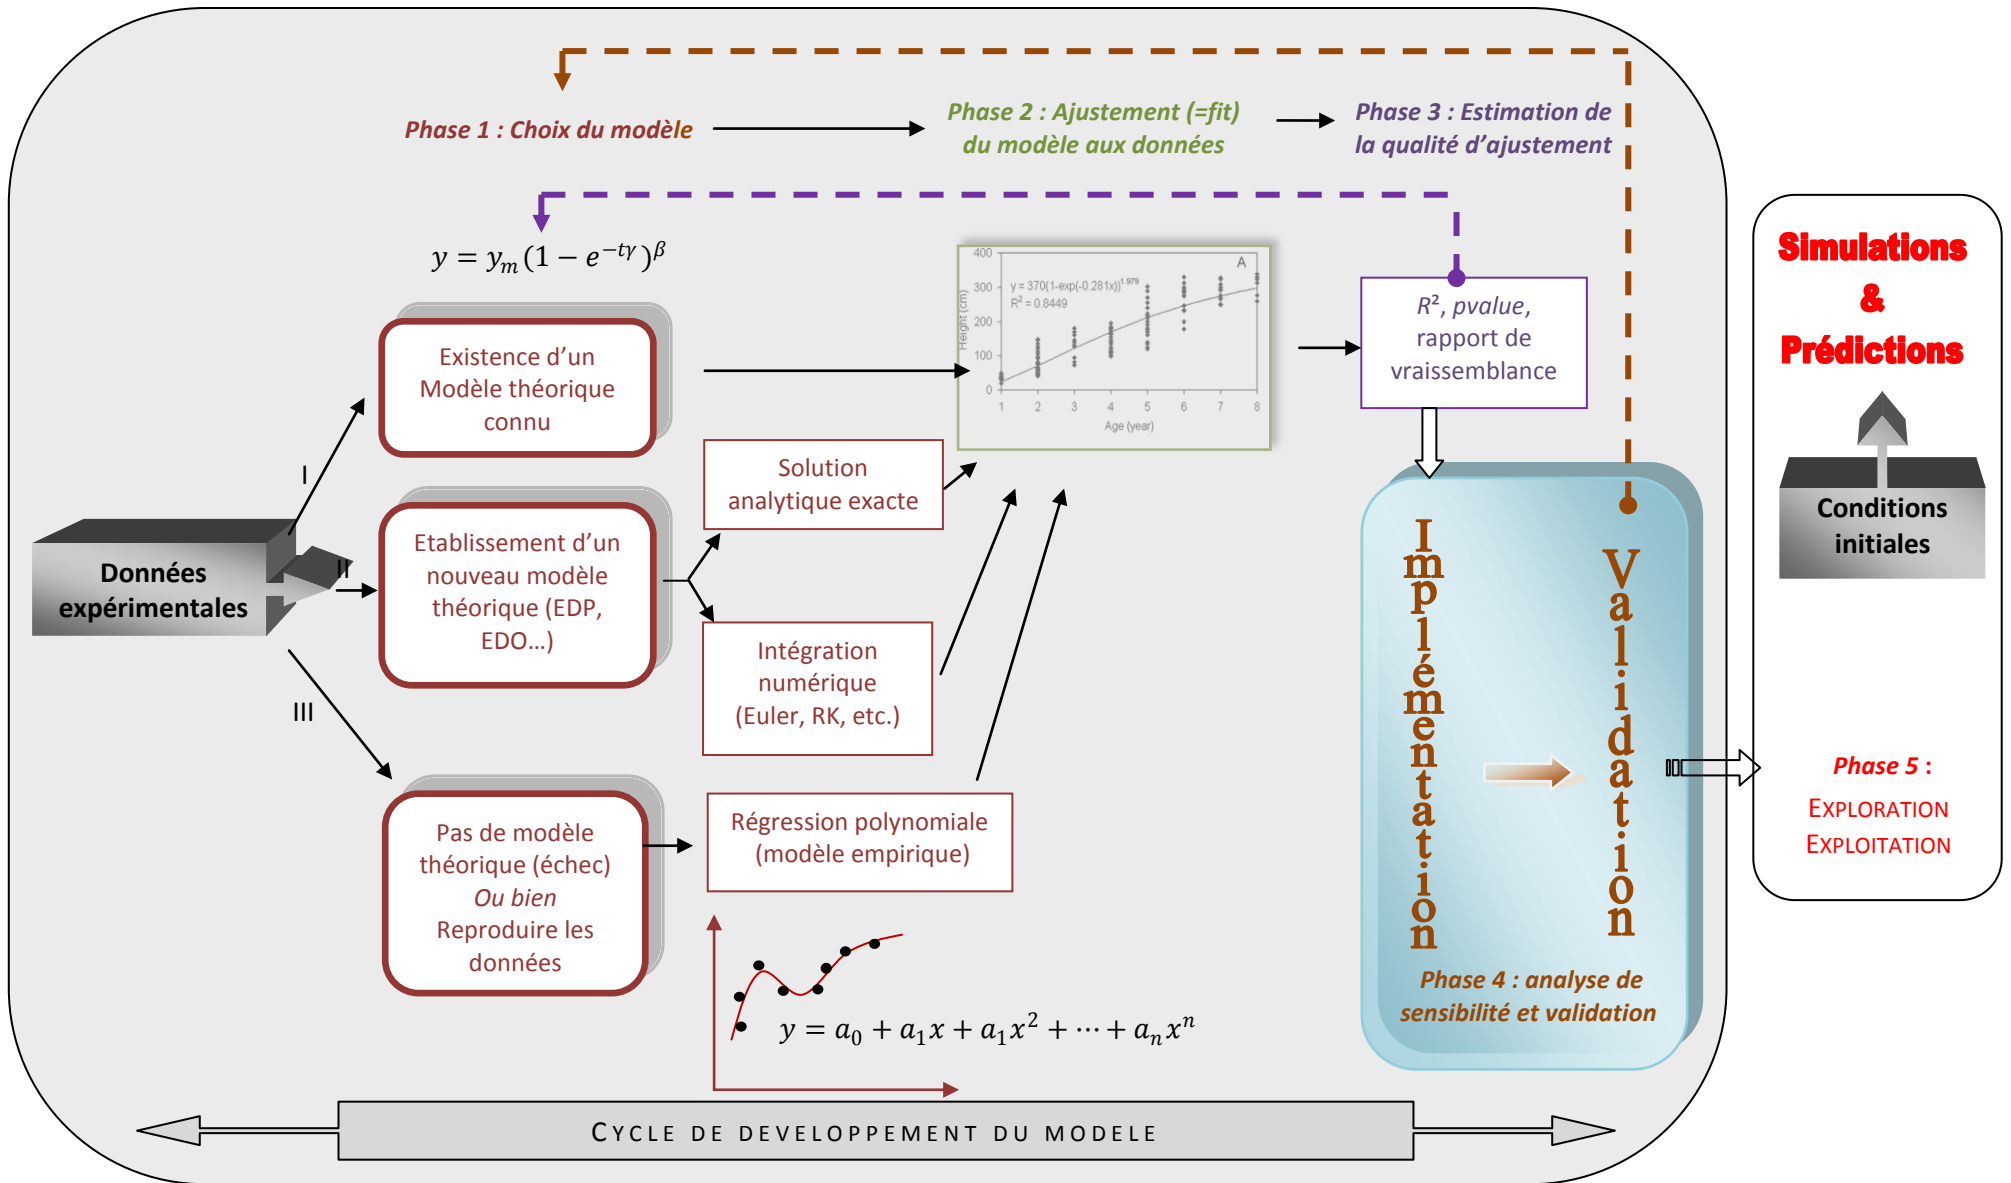 Phase 1 : Choix du modèle
Phase 2 : Ajustement (=fit)
du modèle aux données
Phase 3 : Estimation de
la qualité d’ajustement
y = yₘ(1 − e^{−tγ})^β
Existence d’un
Modèle théorique
connu
I
Données
expérimentales
II
Etablissement d’un
nouveau modèle
théorique (EDP,
EDO…)
III
Pas de modèle
théorique (échec)
Ou bien
Reproduire les
données
Solution
analytique exacte
Intégration
numérique
(Euler, RK, etc.)
Régression polynomiale
(modèle empirique)
y = a₀ + a₁x + a₁x² + ⋯ + aₙxⁿ
A
y = 370(1-exp(-0.281x))^1.979
R² = 0.8449
Height (cm)
400
300
200
100
0
1 2 3 4 5 6 7 8
Age (year)
R², pvalue,
rapport de
vraissemblance
Implémentation
Validation
Phase 4 : analyse de
sensibilité et validation
Simulations
&
Prédictions
Conditions
initiales
Phase 5 :
EXPLORATION
EXPLOITATION
CYCLE DE DEVELOPPEMENT DU MODELE